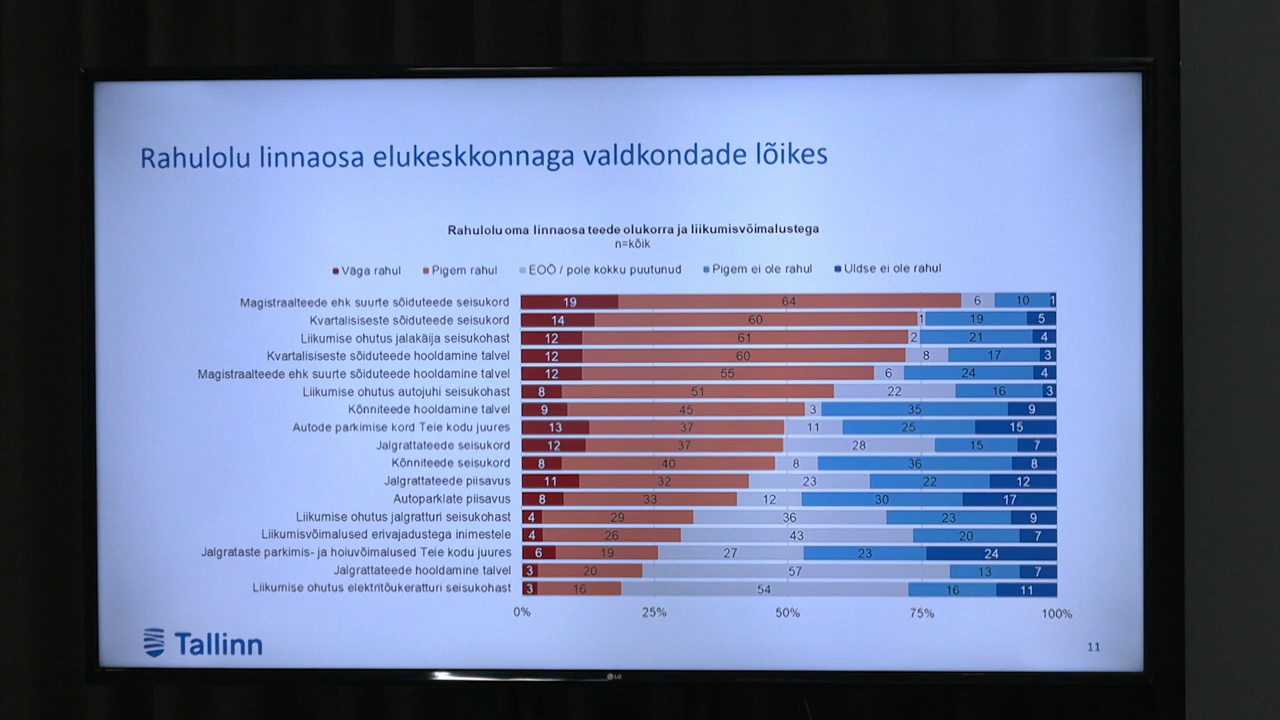 Rahulolu linnaosa elukeskkonnaga valdkondade lõikes
Rahulolu oma linnaosa teede olukorra ja liikumisvõimalustega
n=kõik
Väga rahul Pigem rahul EOÖ / pole kokku puutunud Pigem ei ole rahul Üldse ei ole rahul
Magistraalteede ehk suurte sõiduteede seisukord 19 64 6 10 1
Kvartalisiseste sõiduteede seisukord 14 60 1 19 5
Liikumise ohutus jalakäija seisukohast 12 61 2 21 4
Kvartalisiseste sõiduteede hooldamine talvel 12 60 8 17 3
Magistraalteede ehk suurte sõiduteede hooldamine talvel 12 55 6 24 4
Liikumise ohutus autojuhi seisukohast 8 51 22 16 3
Kõnniteede hooldamine talvel 9 45 3 35 9
Autode parkimise kord Teie kodu juures 13 37 11 25 15
Jalgrattateede seisukord 12 37 28 15 7
Kõnniteede seisukord 8 40 8 36 8
Jalgrattateede piisavus 11 32 23 22 12
Autoparklate piisavus 8 33 12 30 17
Liikumise ohutus jalgratturi seisukohast 4 29 36 23 9
Liikumisvõimalused erivajadustega inimestele 4 26 43 20 7
Jalgrataste parkimis- ja hoiuvõimalused Teie kodu juures 6 19 27 23 24
Jalgrattateede hooldamine talvel 3 20 57 13 7
Liikumise ohutus elektritõukeratturi seisukohast 3 16 54 16 11
0% 25% 50% 75% 100%
Tallinn
11
LG